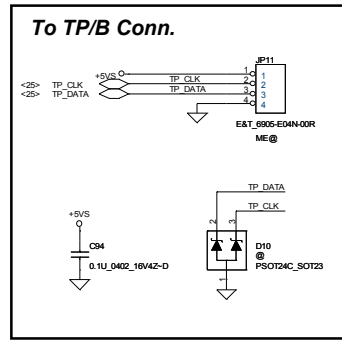 To TP/B Conn.
JP11
+5VS
1 1
<25> TP_CLK TP_CLK 2 2
<25> TP_DATA TP_DATA 3 3
4 4
E&T_6905-E04N-00R
ME@
TP_DATA
TP_CLK
+5VS
2 3
C94
0.1U_0402_16V4Z~D
D10
@
PSOT24C_SOT23
1